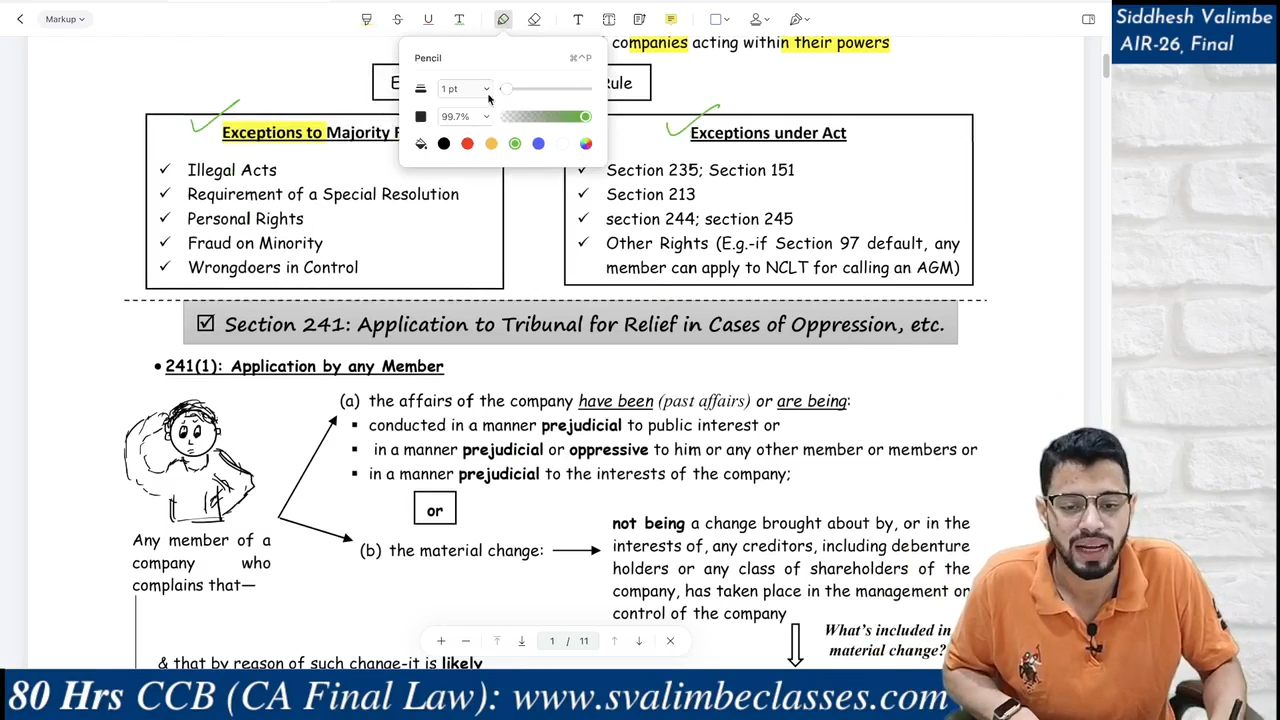 Markup
Siddhesh Valimbe
AIR-26, Final
companies acting within their powers
Pencil
⌘^P
1 pt
99.7%
Rule
Exceptions to Majority
Exceptions under Act
✓ Illegal Acts
✓ Requirement of a Special Resolution
✓ Personal Rights
✓ Fraud on Minority
✓ Wrongdoers in Control
✓ Section 235; Section 151
✓ Section 213
✓ section 244; section 245
✓ Other Rights (E.g.-if Section 97 default, any
member can apply to NCLT for calling an AGM)
☑ Section 241: Application to Tribunal for Relief in Cases of Oppression, etc.
• 241(1): Application by any Member
(a) the affairs of the company have been (past affairs) or are being:
▪ conducted in a manner prejudicial to public interest or
▪ in a manner prejudicial or oppressive to him or any other member or members or
▪ in a manner prejudicial to the interests of the company;
or
Any member of a
company who
complains that—
(b) the material change:
not being a change brought about by, or in the
interests of, any creditors, including debenture
holders or any class of shareholders of the
company, has taken place in the management or
control of the company
1 / 11
What's included in
material change?
& that by reason of such change-it is likely
80 Hrs CCB (CA Final Law): www.svalimbeclasses.com